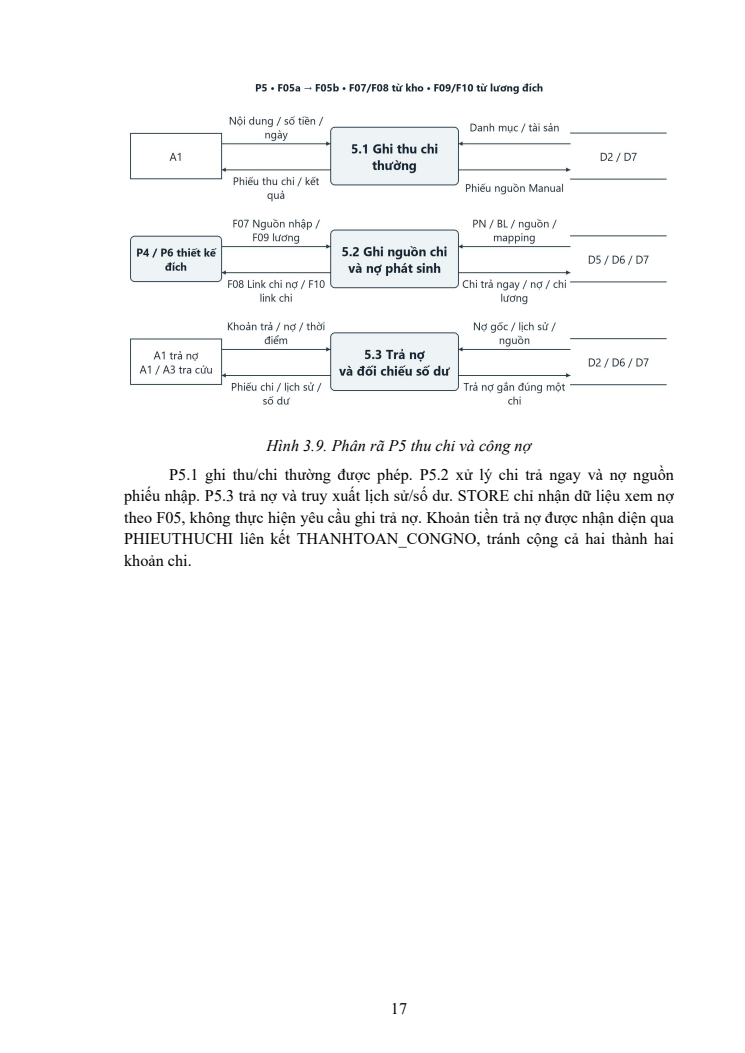 P5 • F05a → F05b • F07/F08 từ kho • F09/F10 từ lương đích
Nội dung / số tiền /
ngày
A1
Phiếu thu chi / kết
quả
5.1 Ghi thu chi
thường
Danh mục / tài sản
D2 / D7
Phiếu nguồn Manual
F07 Nguồn nhập /
F09 lương
P4 / P6 thiết kế
đích
F08 Link chi nợ / F10
link chi
5.2 Ghi nguồn chi
và nợ phát sinh
PN / BL / nguồn /
mapping
D5 / D6 / D7
Chi trả ngay / nợ / chi
lương
Khoản trả / nợ / thời
điểm
A1 trả nợ
A1 / A3 tra cứu
Phiếu chi / lịch sử /
số dư
5.3 Trả nợ
và đối chiếu số dư
Nợ gốc / lịch sử /
nguồn
D2 / D6 / D7
Trả nợ gắn đúng một
chi
Hình 3.9. Phân rã P5 thu chi và công nợ
P5.1 ghi thu/chi thường được phép. P5.2 xử lý chi trả ngay và nợ nguồn
phiếu nhập. P5.3 trả nợ và truy xuất lịch sử/số dư. STORE chỉ nhận dữ liệu xem nợ
theo F05, không thực hiện yêu cầu ghi trả nợ. Khoản tiền trả nợ được nhận diện qua
PHIEUTHUCHI liên kết THANHTOAN_CONGNO, tránh cộng cả hai thành hai
khoản chi.
17